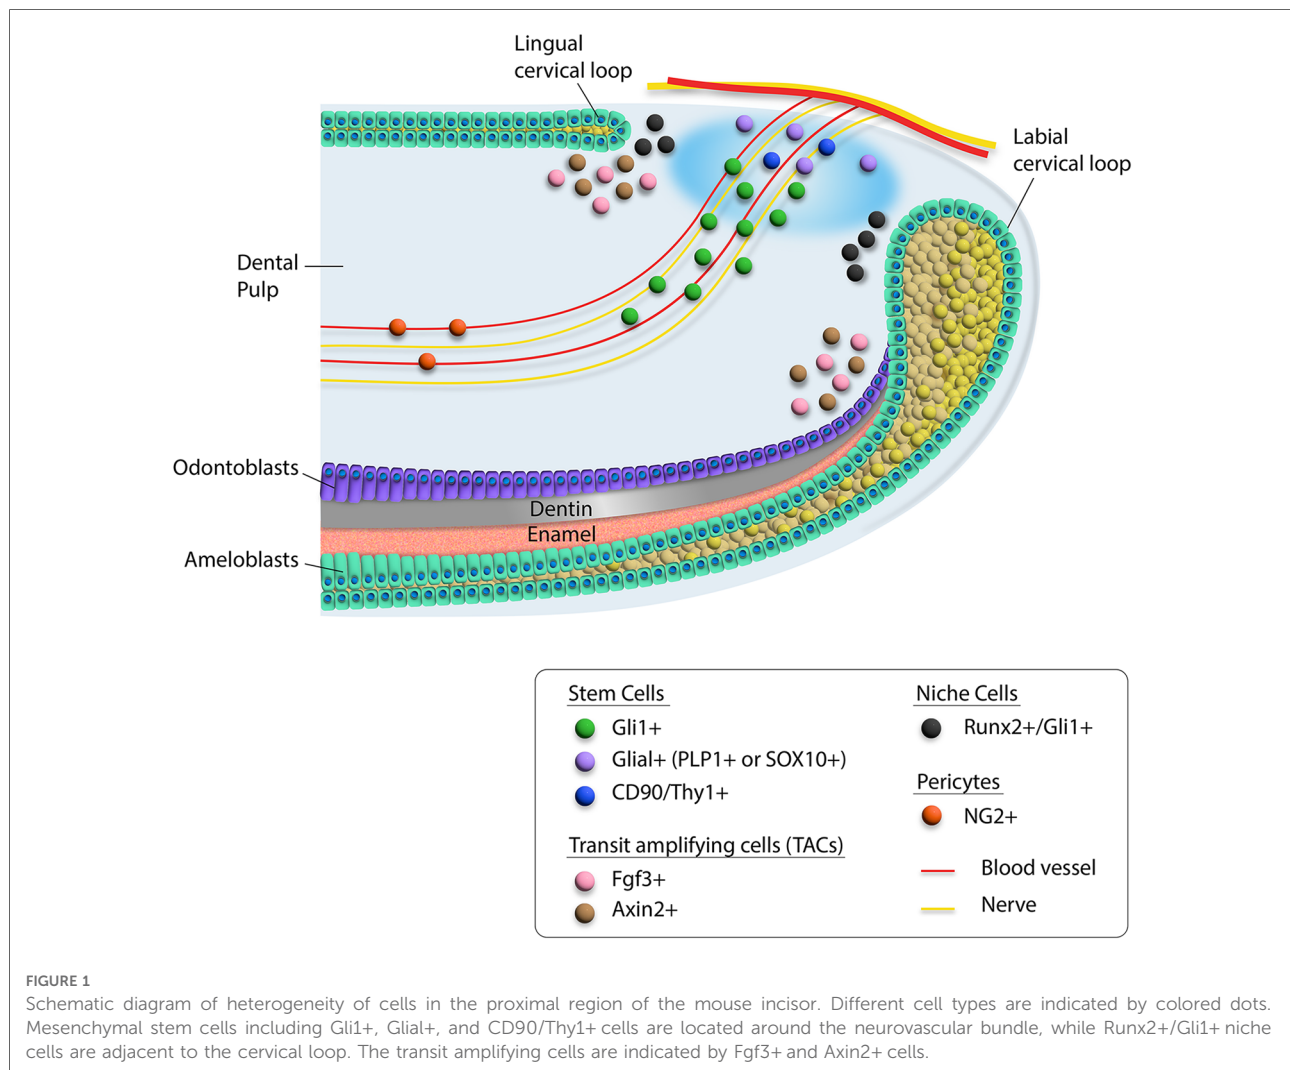 Lingual
cervical loop
Labial
cervical loop
Dental
Pulp
Odontoblasts
Dentin
Enamel
Ameloblasts
Stem Cells
Gli1+
Glial+ (PLP1+ or SOX10+)
CD90/Thy1+
Transit amplifying cells (TACs)
Fgf3+
Axin2+
Niche Cells
Runx2+/Gli1+
Pericytes
NG2+
Blood vessel
Nerve
FIGURE 1
Schematic diagram of heterogeneity of cells in the proximal region of the mouse incisor. Different cell types are indicated by colored dots.
Mesenchymal stem cells including Gli1+, Glial+, and CD90/Thy1+ cells are located around the neurovascular bundle, while Runx2+/Gli1+ niche
cells are adjacent to the cervical loop. The transit amplifying cells are indicated by Fgf3+ and Axin2+ cells.